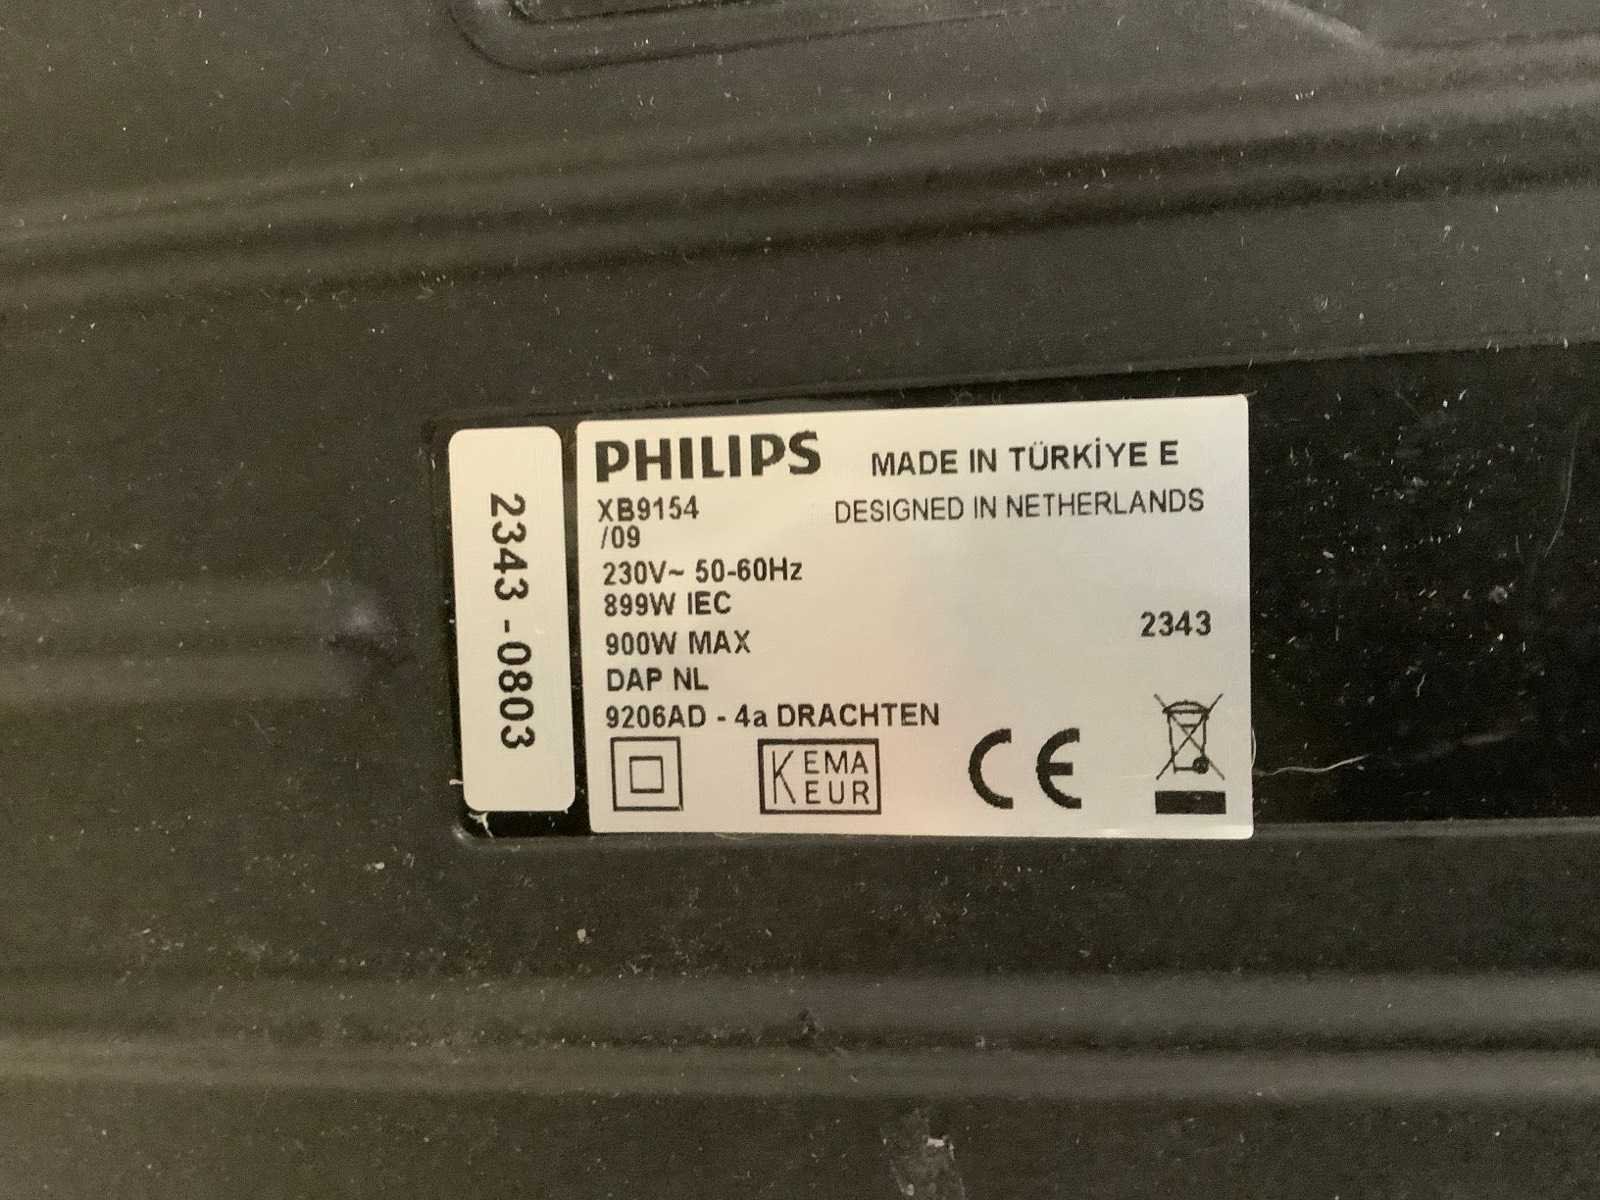 2343 -0803
PHILIPS
MADE IN TÜRKİYE E
XB9154
DESIGNED IN NETHERLANDS
/09
230V~ 50-60Hz
899W IEC
900W MAX
2343
DAP NL
9206AD - 4a DRACHTEN
KEMA
EUR
CE